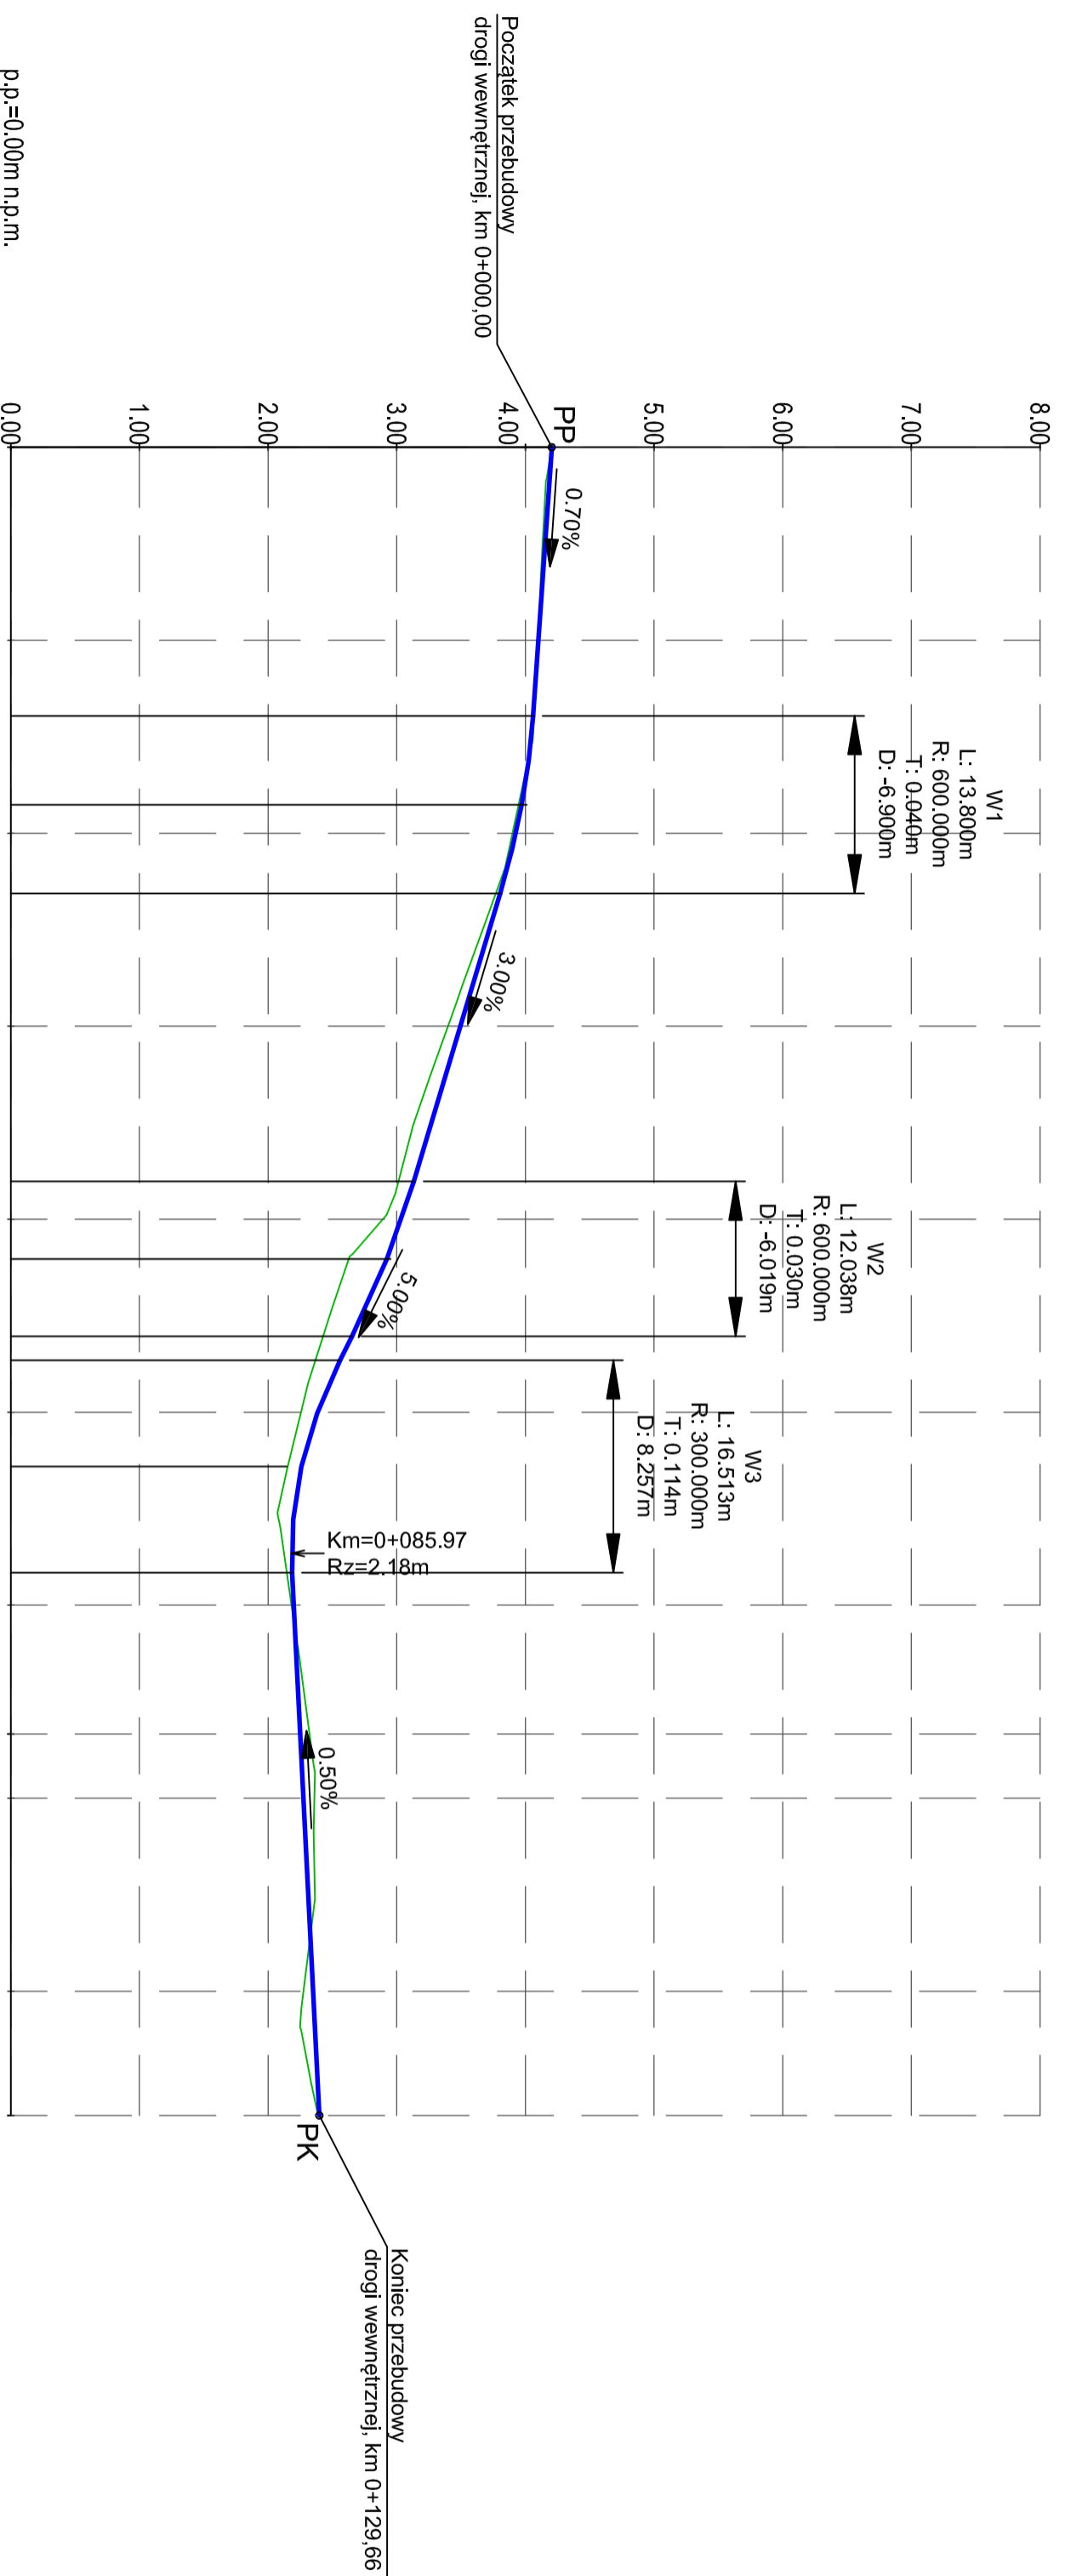 Początek przebudowy
drogi wewnętrznej, km 0+000,00
p.p.=0.00m n.p.m.
8.00
7.00
6.00
5.00
4.00
3.00
2.00
1.00
0.00
PP
0.70%
W1
L: 13.800m
R: 600.000m
T: 0.040m
D: -6.900m
3.00%
W2
L: 12.038m
R: 600.000m
T: 0.030m
D: -6.019m
5.00%
W3
L: 16.513m
R: 300.000m
T: 0.114m
D: 8.257m
Km=0+085.97
Rz=2.18m
0.50%
PK
Koniec przebudowy
drogi wewnętrznej, km 0+129,66